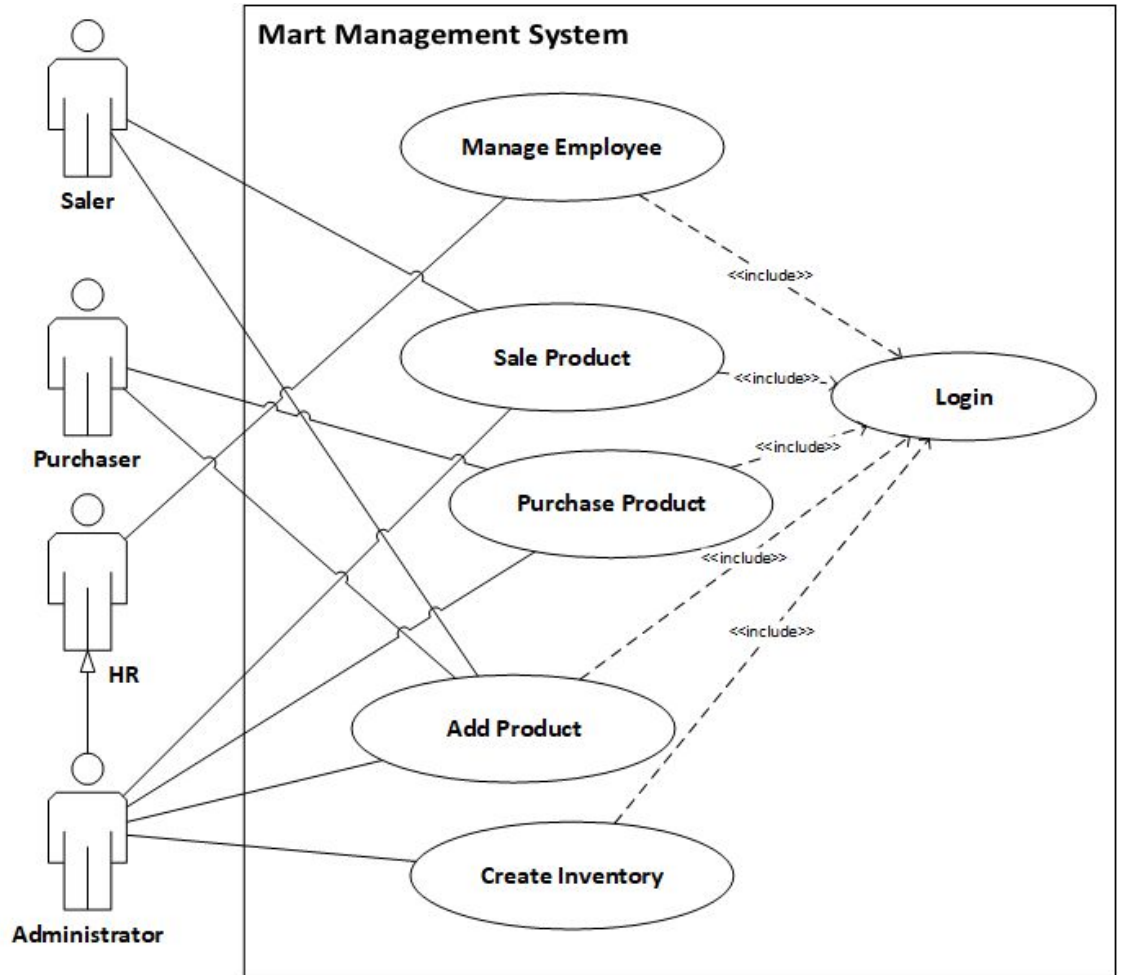 Mart Management System
Saler
Manage Employee
<<include>>
Sale Product
<<include>>
Login
Purchaser
<<include>>
Purchase Product
<<include>>
<<include>>
HR
Add Product
Create Inventory
Administrator